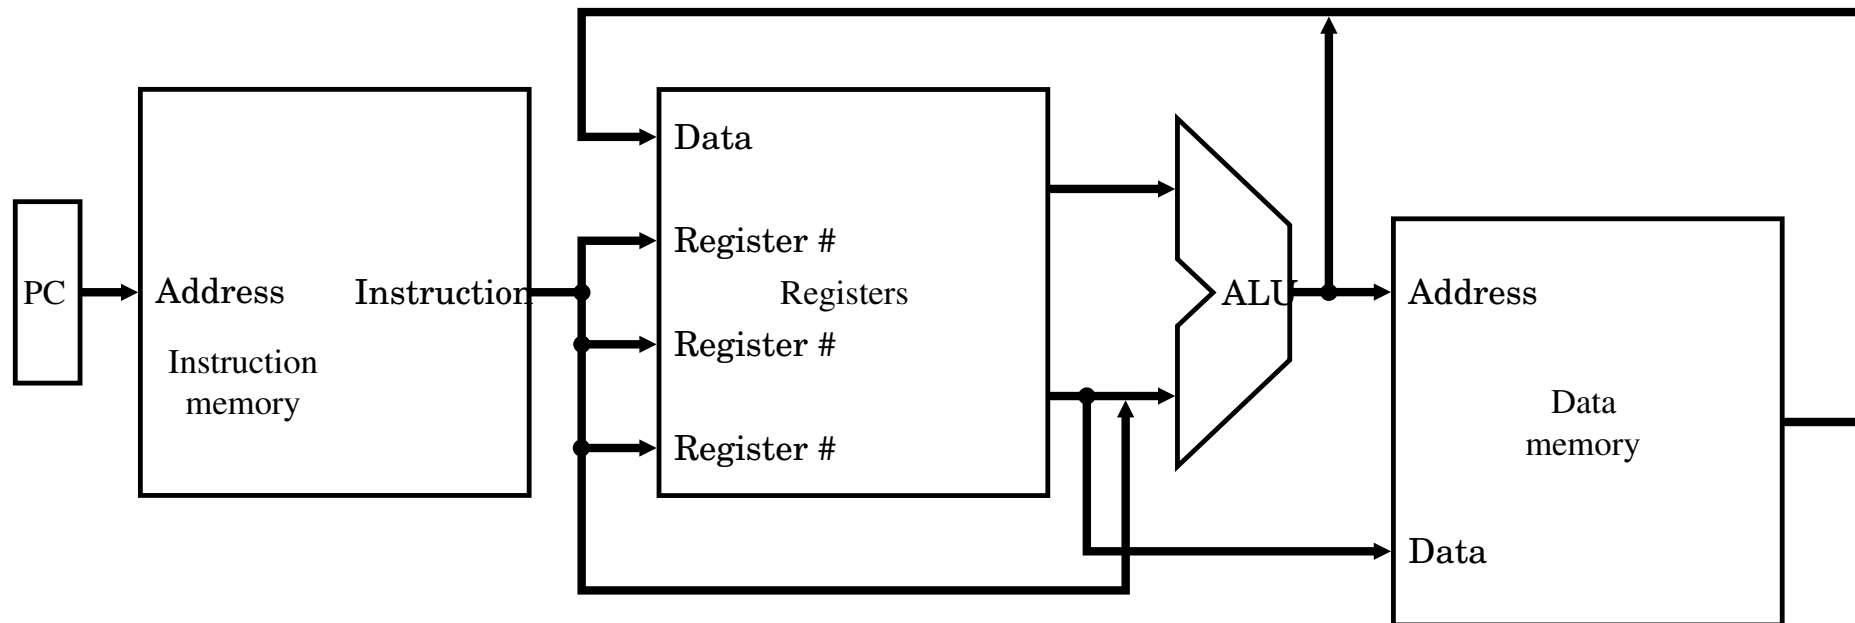 PC
Address
Instruction
Instruction
memory
Data
Register #
Register #
Register #
Registers
ALU
Address
Data
memory
Data